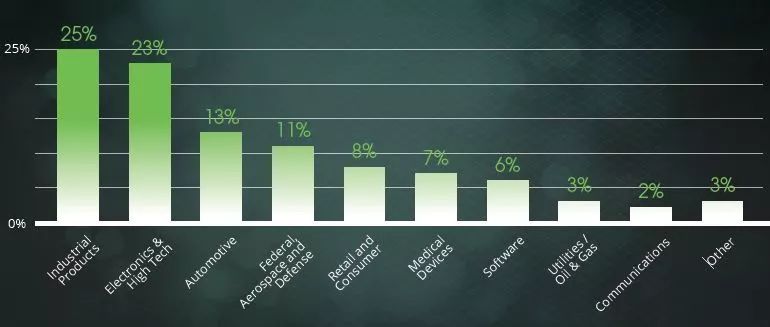 25%
23%
13%
11%
8%
7%
6%
3%
2%
3%
25%
0%
Industrial
Products
Electronics &
High Tech
Automotive
Federal,
Aerospace and
Defense
Retail and
Consumer
Medical
Devices
Software
Utilities /
Oil & Gas
Communications
Other